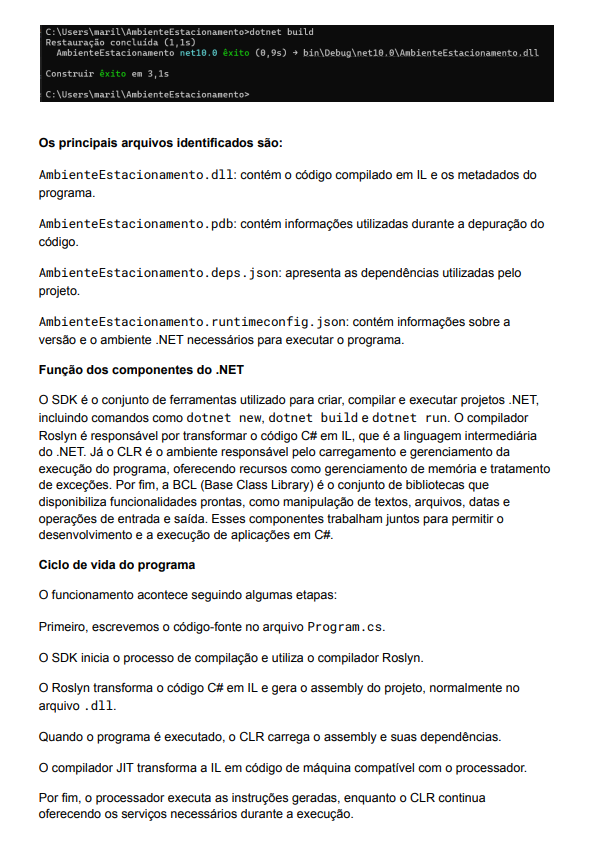 C:\Users\maril\AmbienteEstacionamento>dotnet build
Restauração concluída (1,1s)
AmbienteEstacionamento net10.0 êxito (0,9s) → bin\Debug\net10.0\AmbienteEstacionamento.dll
Construir êxito em 3,1s
C:\Users\maril\AmbienteEstacionamento>
Os principais arquivos identificados são:
AmbienteEstacionamento.dll: contém o código compilado em IL e os metadados do
programa.
AmbienteEstacionamento.pdb: contém informações utilizadas durante a depuração do
código.
AmbienteEstacionamento.deps.json: apresenta as dependências utilizadas pelo
projeto.
AmbienteEstacionamento.runtimeconfig.json: contém informações sobre a
versão e o ambiente .NET necessários para executar o programa.
Função dos componentes do .NET
O SDK é o conjunto de ferramentas utilizado para criar, compilar e executar projetos .NET,
incluindo comandos como dotnet new, dotnet build e dotnet run. O compilador
Roslyn é responsável por transformar o código C# em IL, que é a linguagem intermediária
do .NET. Já o CLR é o ambiente responsável pelo carregamento e gerenciamento da
execução do programa, oferecendo recursos como gerenciamento de memória e tratamento
de exceções. Por fim, a BCL (Base Class Library) é o conjunto de bibliotecas que
disponibiliza funcionalidades prontas, como manipulação de textos, arquivos, datas e
operações de entrada e saída. Esses componentes trabalham juntos para permitir o
desenvolvimento e a execução de aplicações em C#.
Ciclo de vida do programa
O funcionamento acontece seguindo algumas etapas:
Primeiro, escrevemos o código-fonte no arquivo Program.cs.
O SDK inicia o processo de compilação e utiliza o compilador Roslyn.
O Roslyn transforma o código C# em IL e gera o assembly do projeto, normalmente no
arquivo .dll.
Quando o programa é executado, o CLR carrega o assembly e suas dependências.
O compilador JIT transforma a IL em código de máquina compatível com o processador.
Por fim, o processador executa as instruções geradas, enquanto o CLR continua
oferecendo os serviços necessários durante a execução.